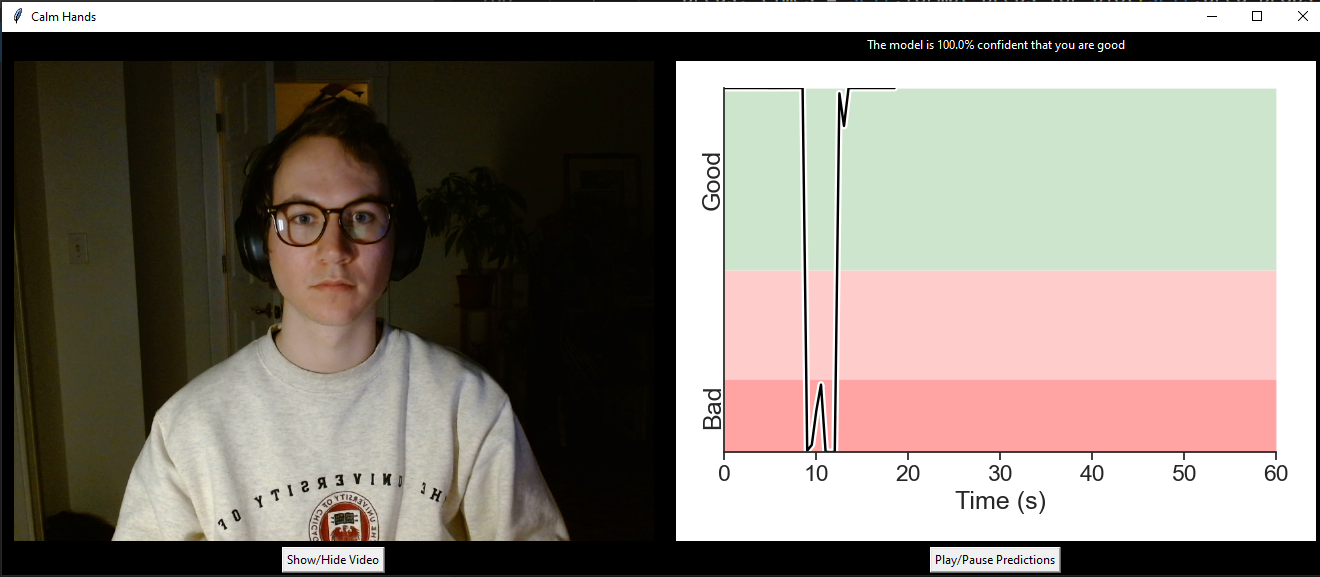 Calm Hands
The model is 100.0% confident that you are good
THE UNIVERSITY OF
Good
Bad
0 10 20 30 40 50 60
Time (s)
Show/Hide Video
Play/Pause Predictions